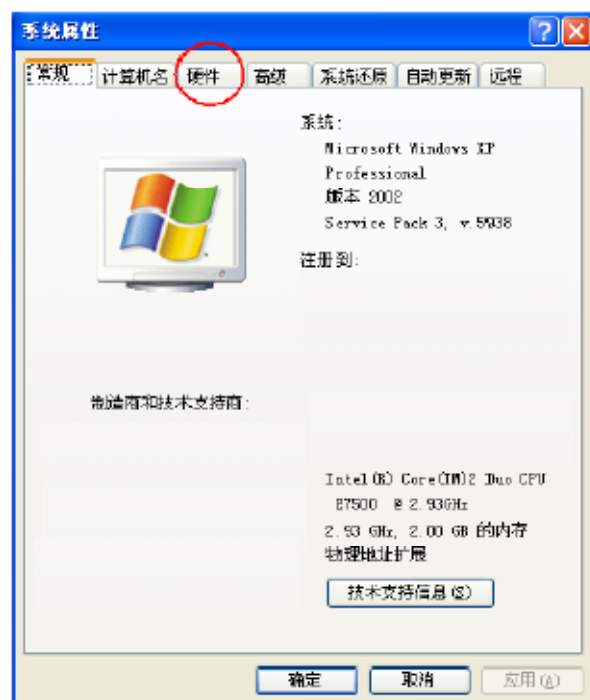 系统属性
常规 计算机名 硬件 高级 系统还原 自动更新 远程
系统:
Microsoft Windows XP
Professional
版本 2002
Service Pack 3, v.5938
注册到:
制造商和技术支持商:
Intel(R) Core(TM)2 Duo CPU
E7500 @ 2.93GHz
2.93 GHz, 2.00 GB 的内存
物理地址扩展
技术支持信息(S)
确定 取消 应用(A)